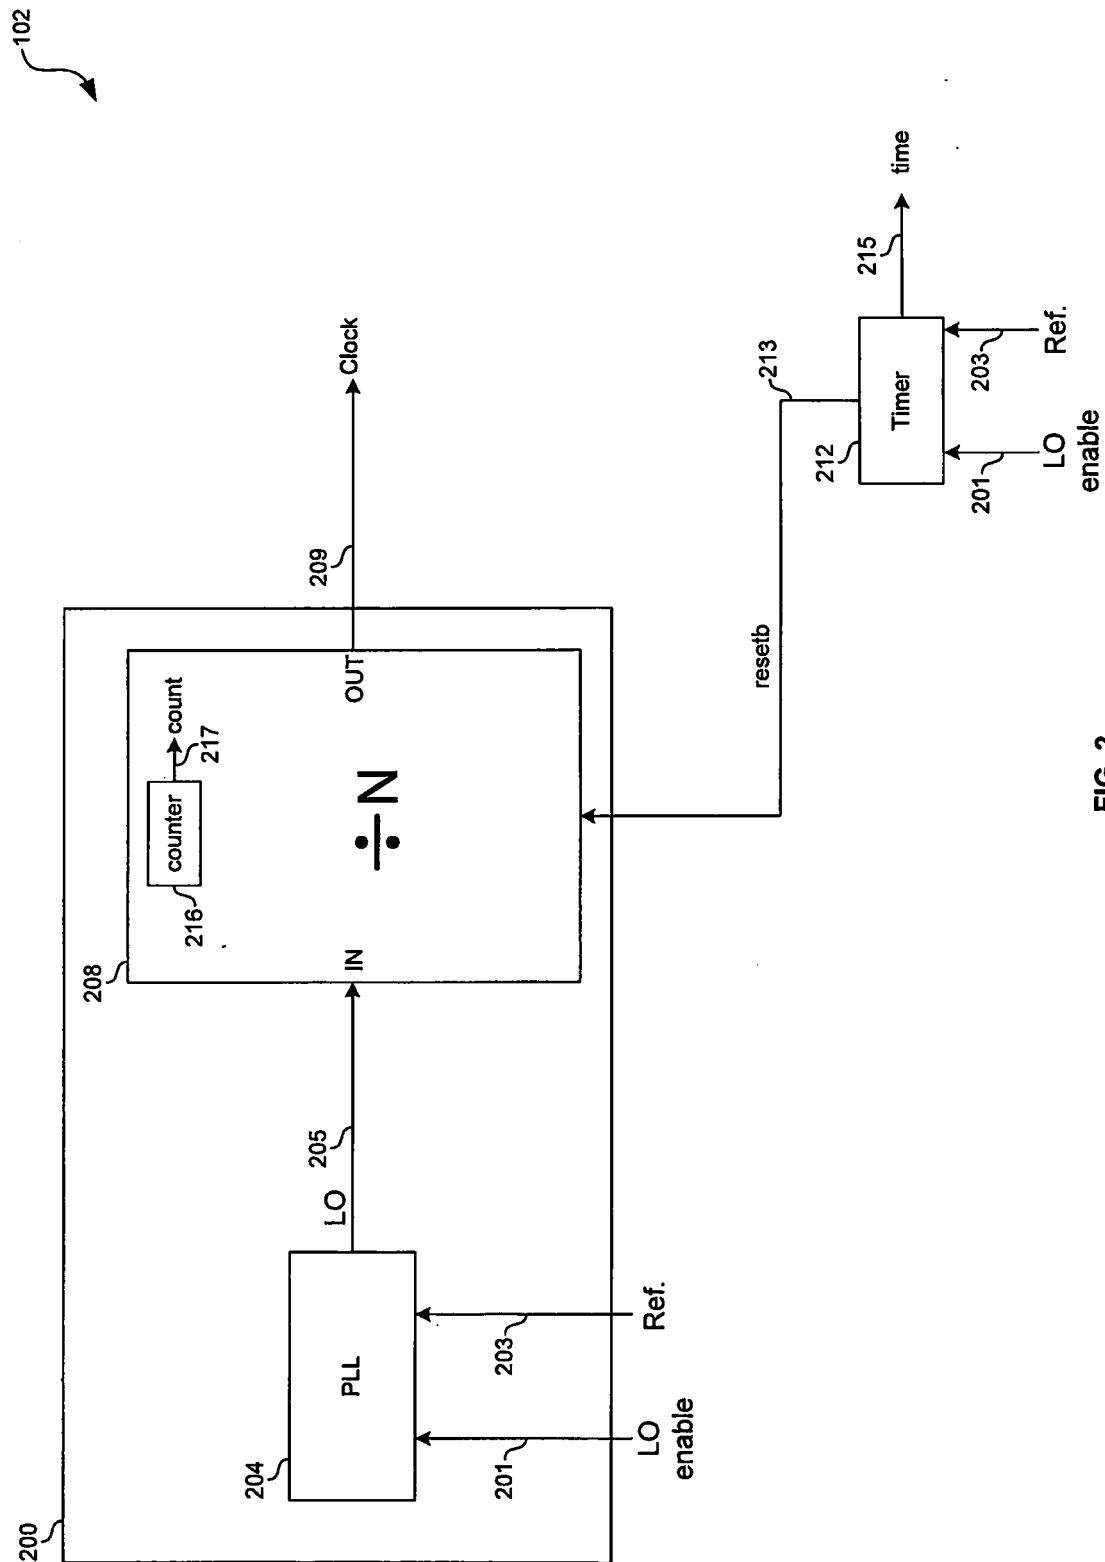 102
200
208
216
counter
217
count
204
PLL
LO
205
IN
÷N
OUT
209
Clock
201
203
LO
enable
Ref.
resetb
213
212
Timer
215
time
201
203
LO
enable
Ref.
FIG. 2